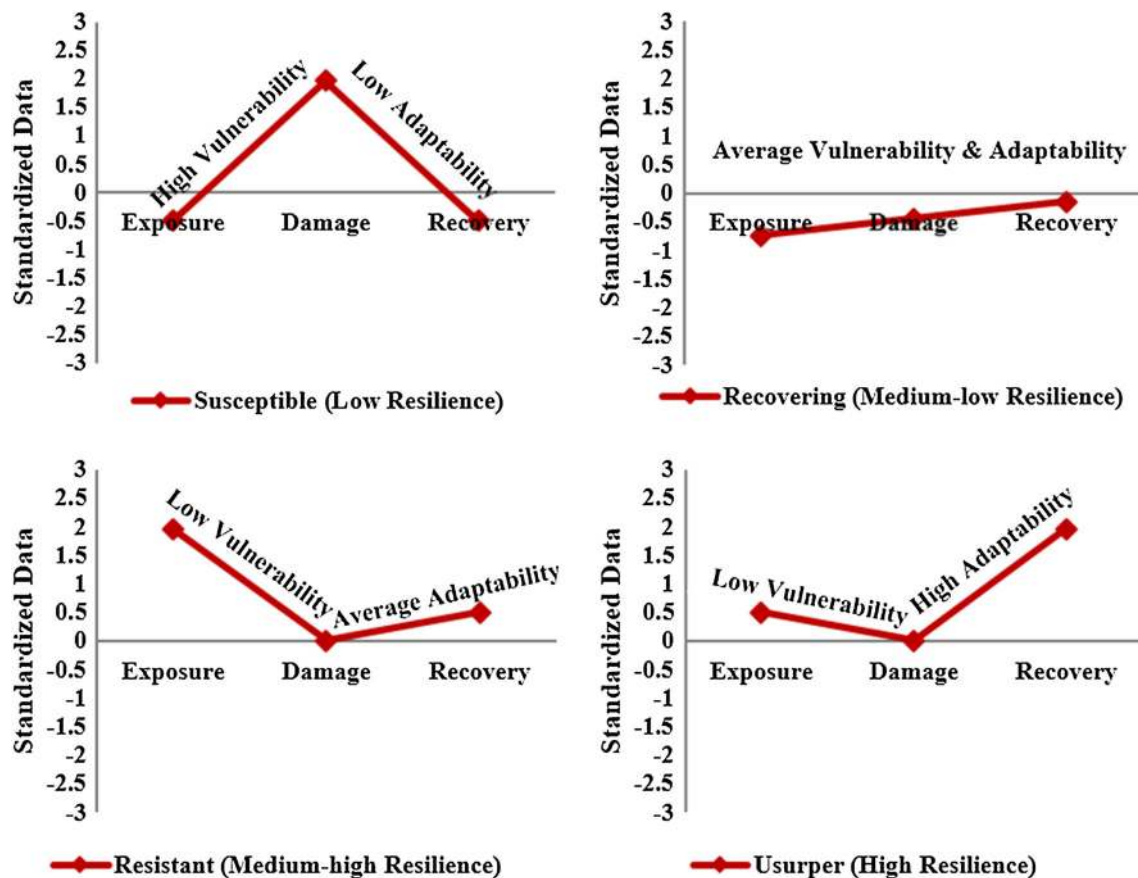 Standardized Data
3
2.5
2
1.5
1
0.5
0
-0.5
-1
-1.5
-2
-2.5
-3
High Vulnerability
Low Adaptability
Exposure
Damage
Recovery
Susceptible (Low Resilience)
Standardized Data
3
2.5
2
1.5
1
0.5
0
-0.5
-1
-1.5
-2
-2.5
-3
Average Vulnerability & Adaptability
Exposure
Damage
Recovery
Recovering (Medium-low Resilience)
Standardized Data
3
2.5
2
1.5
1
0.5
0
-0.5
-1
-1.5
-2
-2.5
-3
Low Vulnerability
Average Adaptability
Exposure
Damage
Recovery
Resistant (Medium-high Resilience)
Standardized Data
3
2.5
2
1.5
1
0.5
0
-0.5
-1
-1.5
-2
-2.5
-3
Low Vulnerability
High Adaptability
Exposure
Damage
Recovery
Usurper (High Resilience)